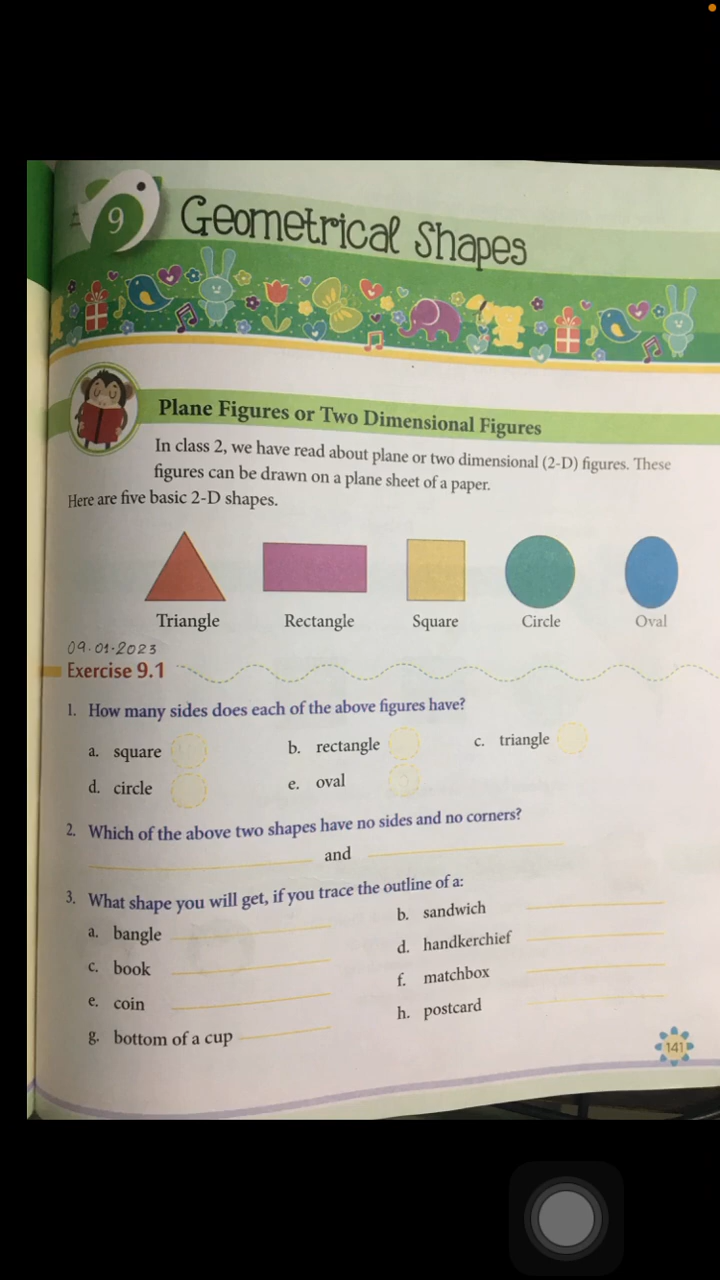 9
Geometrical Shapes
Plane Figures or Two Dimensional Figures
In class 2, we have read about plane or two dimensional (2-D) figures. These
figures can be drawn on a plane sheet of a paper.
Here are five basic 2-D shapes.
Triangle Rectangle Square Circle Oval
09.01.2023
Exercise 9.1
1. How many sides does each of the above figures have?
a. square b. rectangle c. triangle
d. circle e. oval
2. Which of the above two shapes have no sides and no corners?
and
3. What shape you will get, if you trace the outline of a:
a. bangle b. sandwich
c. book d. handkerchief
e. coin f. matchbox
g. bottom of a cup h. postcard
141